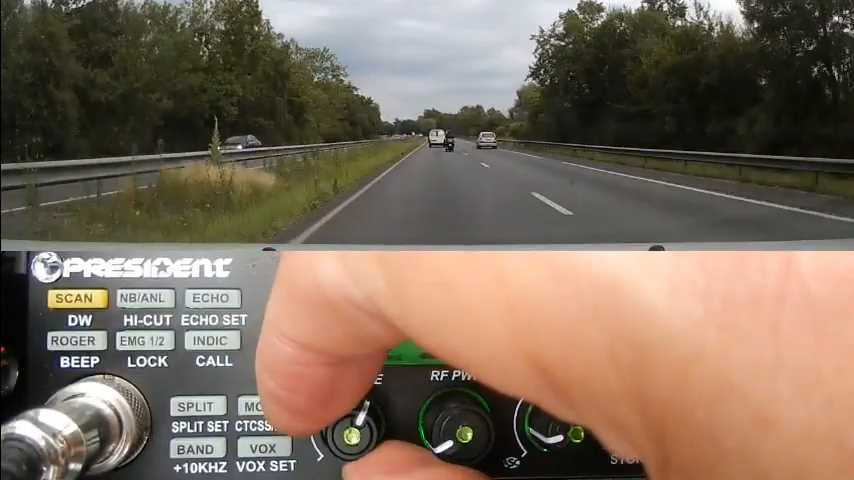 PRESIDENT
SCAN NB/ANL ECHO
DW HI-CUT ECHO SET
ROGER EMG 1/2 INDIC
BEEP LOCK CALL
RF PW
SPLIT
SPLIT SET CTCSS
BAND VOX
+10KHZ VOX SET